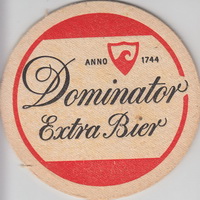 ANNO 1744
Dominator
Extra Bier